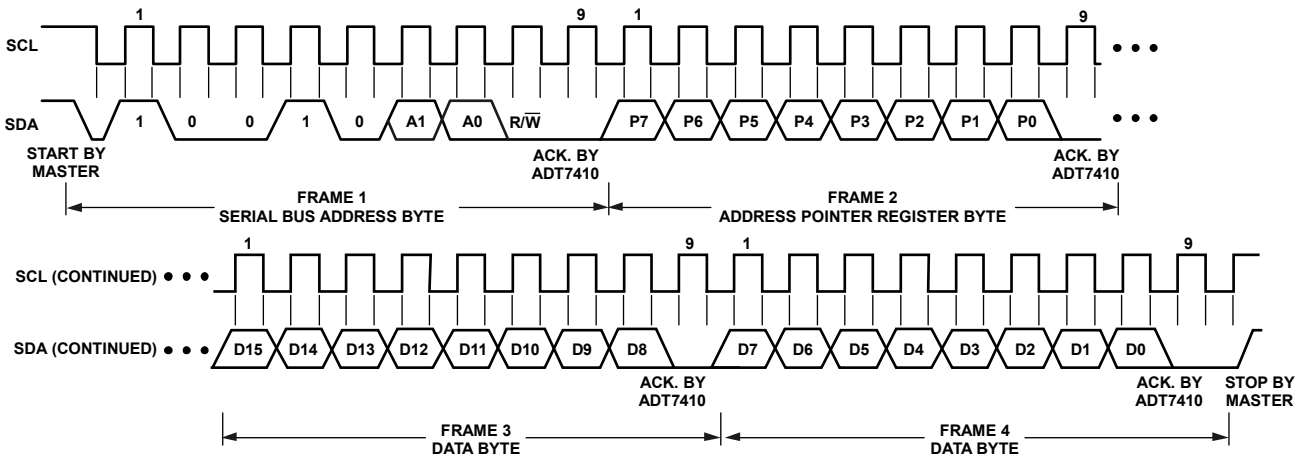 1 9 1 9
SCL • • •
SDA 1 0 0 1 0 A1 A0 R/W̅ P7 P6 P5 P4 P3 P2 P1 P0 • • •
START BY
MASTER
ACK. BY
ADT7410
ACK. BY
ADT7410
FRAME 1
SERIAL BUS ADDRESS BYTE
FRAME 2
ADDRESS POINTER REGISTER BYTE
1 9 1 9
SCL (CONTINUED) • • •
SDA (CONTINUED) • • • D15 D14 D13 D12 D11 D10 D9 D8 D7 D6 D5 D4 D3 D2 D1 D0
ACK. BY
ADT7410
ACK. BY
ADT7410
STOP BY
MASTER
FRAME 3
DATA BYTE
FRAME 4
DATA BYTE